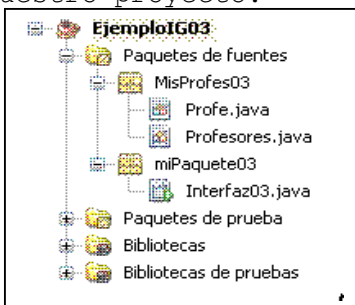 uestro proyecto.
EjemploIG03
Paquetes de fuentes
MisProfes03
Profe.java
Profesores.java
miPaquete03
Interfaz03.java
Paquetes de prueba
Bibliotecas
Bibliotecas de pruebas